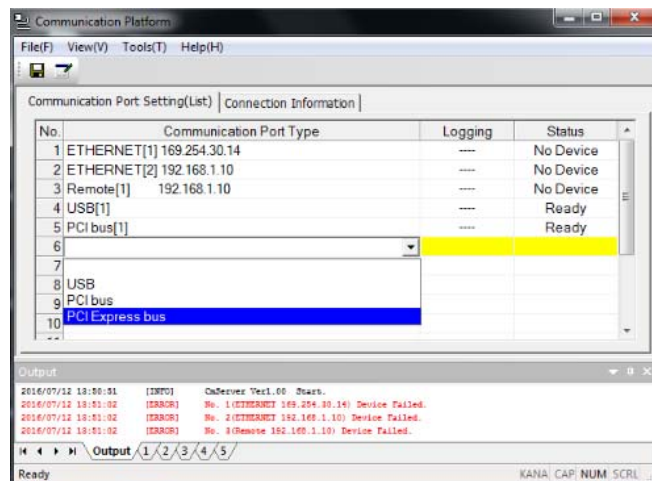 Communication Platform
File(F) View(V) Tools(T) Help(H)
Communication Port Setting(List) Connection Information
No. Communication Port Type Logging Status
1 ETHERNET[1] 169.254.30.14 ---- No Device
2 ETHERNET[2] 192.168.1.10 ---- No Device
3 Remote[1] 192.168.1.10 ---- No Device
4 USB[1] ---- Ready
5 PCI bus[1] ---- Ready
6
7
8 USB
9 PCI bus
10 PCI Express bus
Output
2016/07/12 13:50:51 [INFO] CmServer Ver1.00 Start.
2016/07/12 13:51:02 [ERROR] No. 1(ETHERNET 169.254.30.14) Device Failed.
2016/07/12 13:51:02 [ERROR] No. 2(ETHERNET 192.168.1.10) Device Failed.
2016/07/12 13:51:02 [ERROR] No. 3(Remote 192.168.1.10) Device Failed.
Output 1 2 3 4 5
Ready KANA CAP NUM SCRL